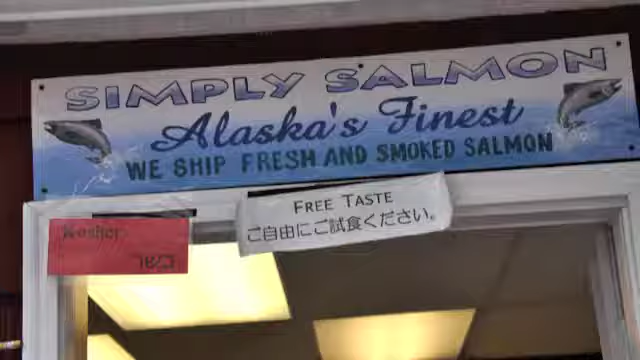 SIMPLY SALMON
Alaska's Finest
WE SHIP FRESH AND SMOKED SALMON
FREE TASTE
ご自由にご試食ください。
Kosher